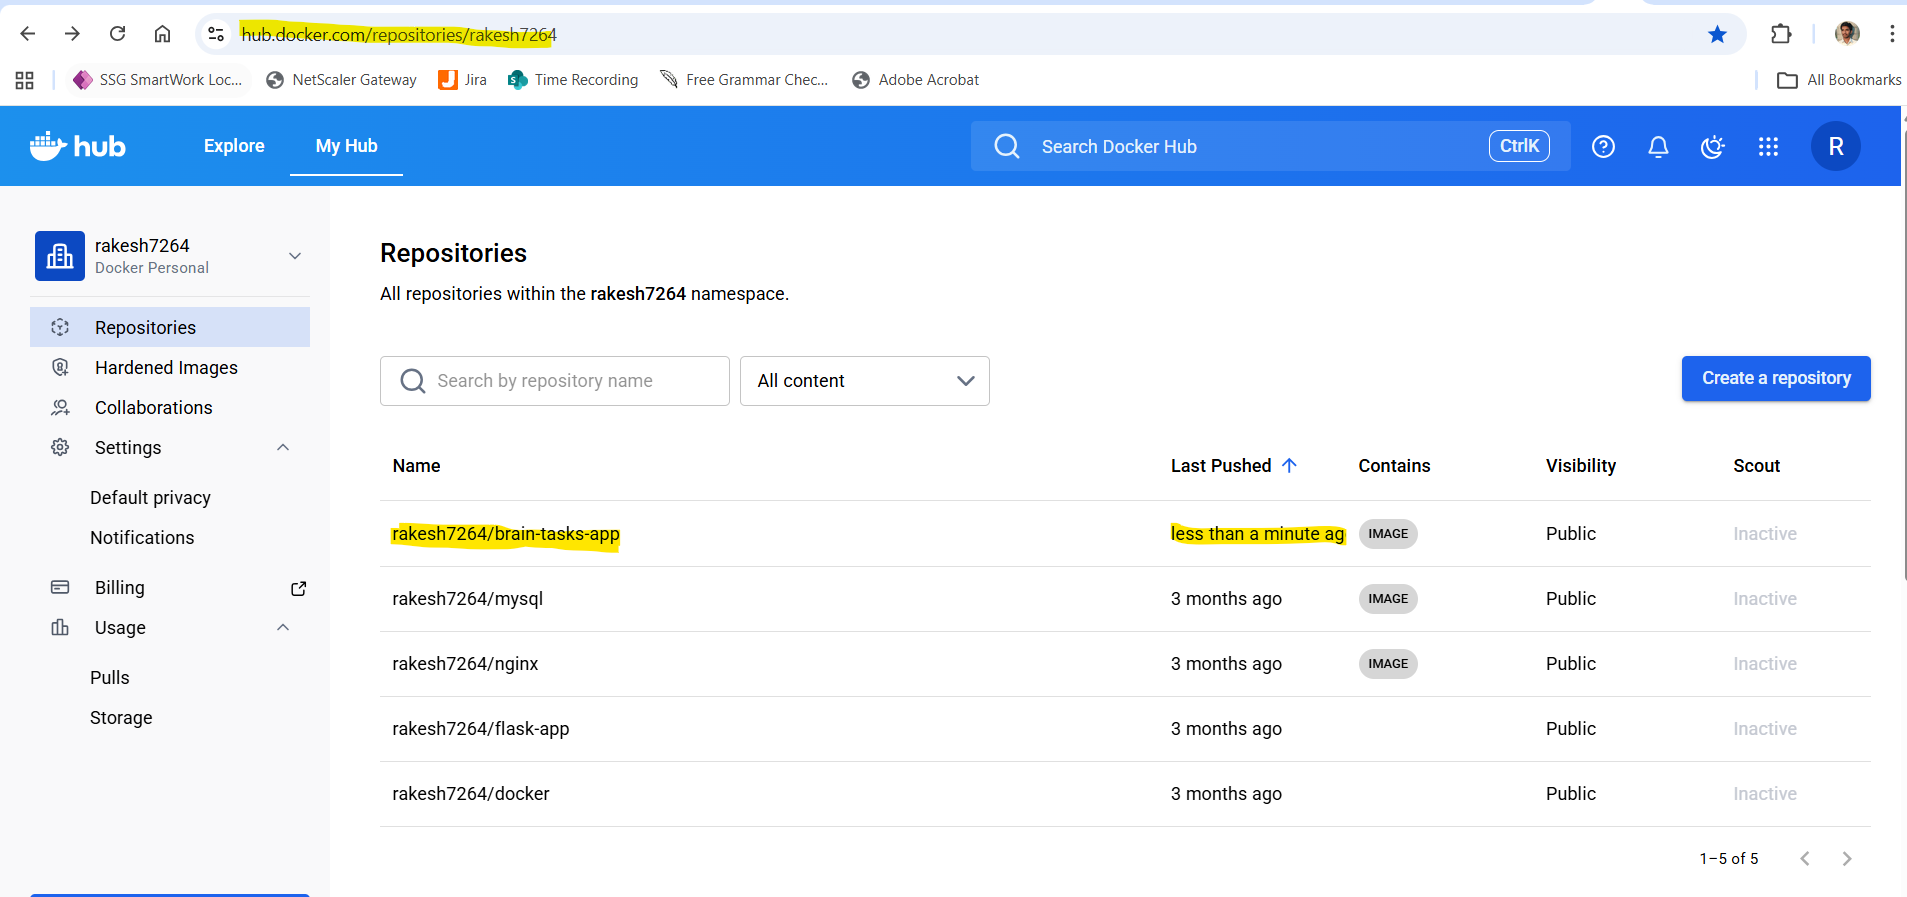 hub.docker.com/repositories/rakesh7264
SSG SmartWork Loc...
NetScaler Gateway
Jira
Time Recording
Free Grammar Chec...
Adobe Acrobat
All Bookmarks
hub
Explore
My Hub
Search Docker Hub
CtrlK
R
rakesh7264
Docker Personal
Repositories
Hardened Images
Collaborations
Settings
Default privacy
Notifications
Billing
Usage
Pulls
Storage
Repositories
All repositories within the rakesh7264 namespace.
Search by repository name
All content
Create a repository
Name Last Pushed Contains Visibility Scout
rakesh7264/brain-tasks-app less than a minute ag IMAGE Public Inactive
rakesh7264/mysql 3 months ago IMAGE Public Inactive
rakesh7264/nginx 3 months ago IMAGE Public Inactive
rakesh7264/flask-app 3 months ago Public Inactive
rakesh7264/docker 3 months ago Public Inactive
1–5 of 5